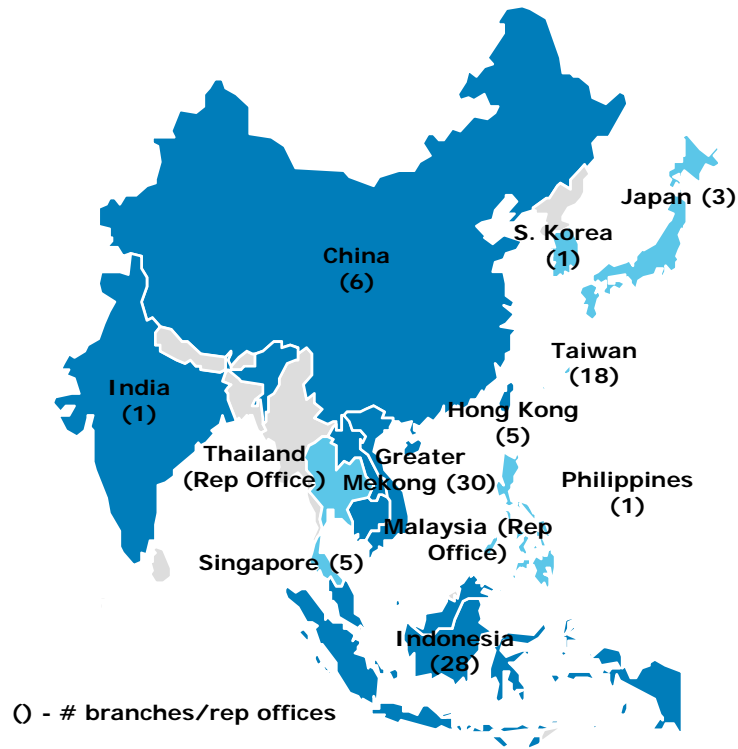 Japan (3)
S. Korea
(1)
China
(6)
Taiwan
(18)
India
(1)
Hong Kong
(5)
Thailand
(Rep Office)
Greater
Mekong (30)
Philippines
(1)
Malaysia (Rep
Office)
Singapore (5)
Indonesia
(28)
() - # branches/rep offices